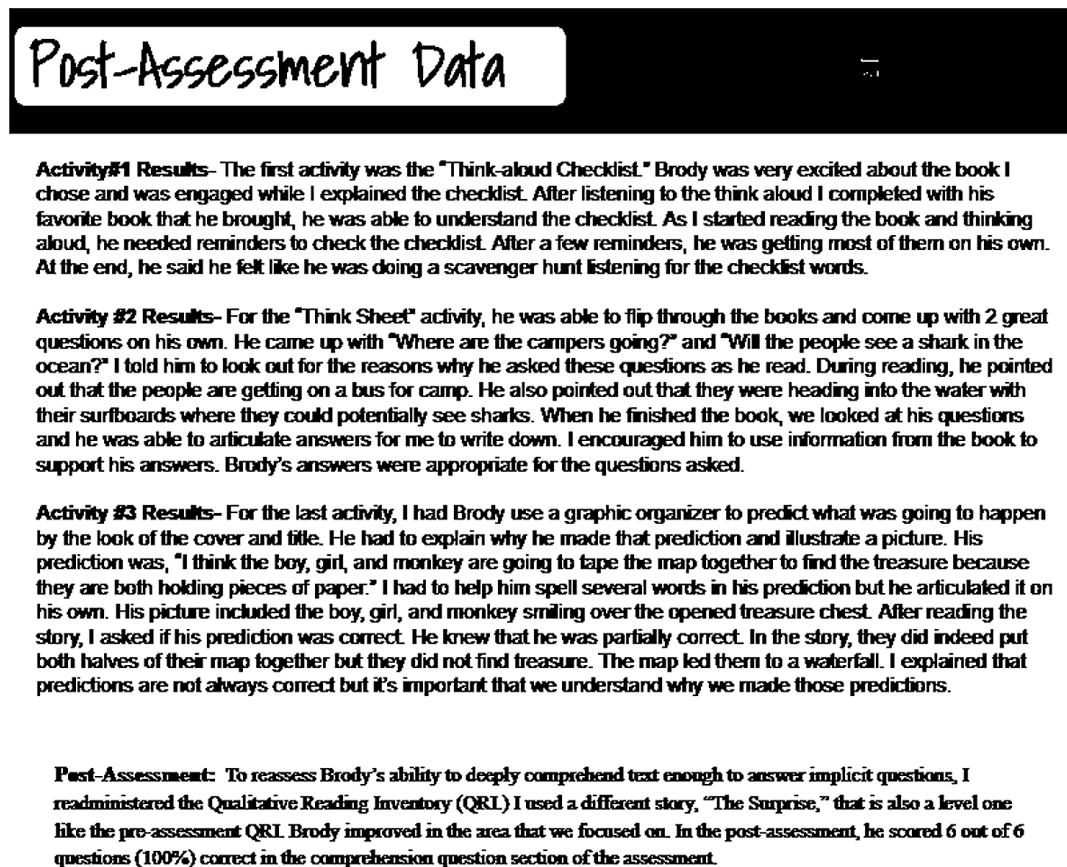 Post-Assessment Data
Activity#1 Results- The first activity was the "Think-aloud Checklist." Brody was very excited about the book I
chose and was engaged while I explained the checklist. After listening to the think aloud I completed with his
favorite book that he brought, he was able to understand the checklist. As I started reading the book and thinking
aloud, he needed reminders to check the checklist. After a few reminders, he was getting most of them on his own.
At the end, he said he felt like he was doing a scavenger hunt listening for the checklist words.
Activity #2 Results- For the "Think Sheet" activity, he was able to flip through the books and come up with 2 great
questions on his own. He came up with "Where are the campers going?" and "Will the people see a shark in the
ocean?" I told him to look out for the reasons why he asked these questions as he read. During reading, he pointed
out that the people are getting on a bus for camp. He also pointed out that they were heading into the water with
their surfboards where they could potentially see sharks. When he finished the book, we looked at his questions
and he was able to articulate answers for me to write down. I encouraged him to use information from the book to
support his answers. Brody's answers were appropriate for the questions asked.
Activity #3 Results- For the last activity, I had Brody use a graphic organizer to predict what was going to happen
by the look of the cover and title. He had to explain why he made that prediction and illustrate a picture. His
prediction was, "I think the boy, girl, and monkey are going to tape the map together to find the treasure because
they are both holding pieces of paper." I had to help him spell several words in his prediction but he articulated it on
his own. His picture included the boy, girl, and monkey smiling over the opened treasure chest. After reading the
story, I asked if his prediction was correct. He knew that he was partially correct. In the story, they did indeed put
both halves of their map together but they did not find treasure. The map led them to a waterfall. I explained that
predictions are not always correct but it's important that we understand why we made those predictions.
Post-Assessment: To reassess Brody's ability to deeply comprehend text enough to answer implicit questions, I
readministered the Qualitative Reading Inventory (QRI.) I used a different story, "The Surprise," that is also a level one
like the pre-assessment QRI. Brody improved in the area that we focused on. In the post-assessment, he scored 6 out of 6
questions (100%) correct in the comprehension question section of the assessment.